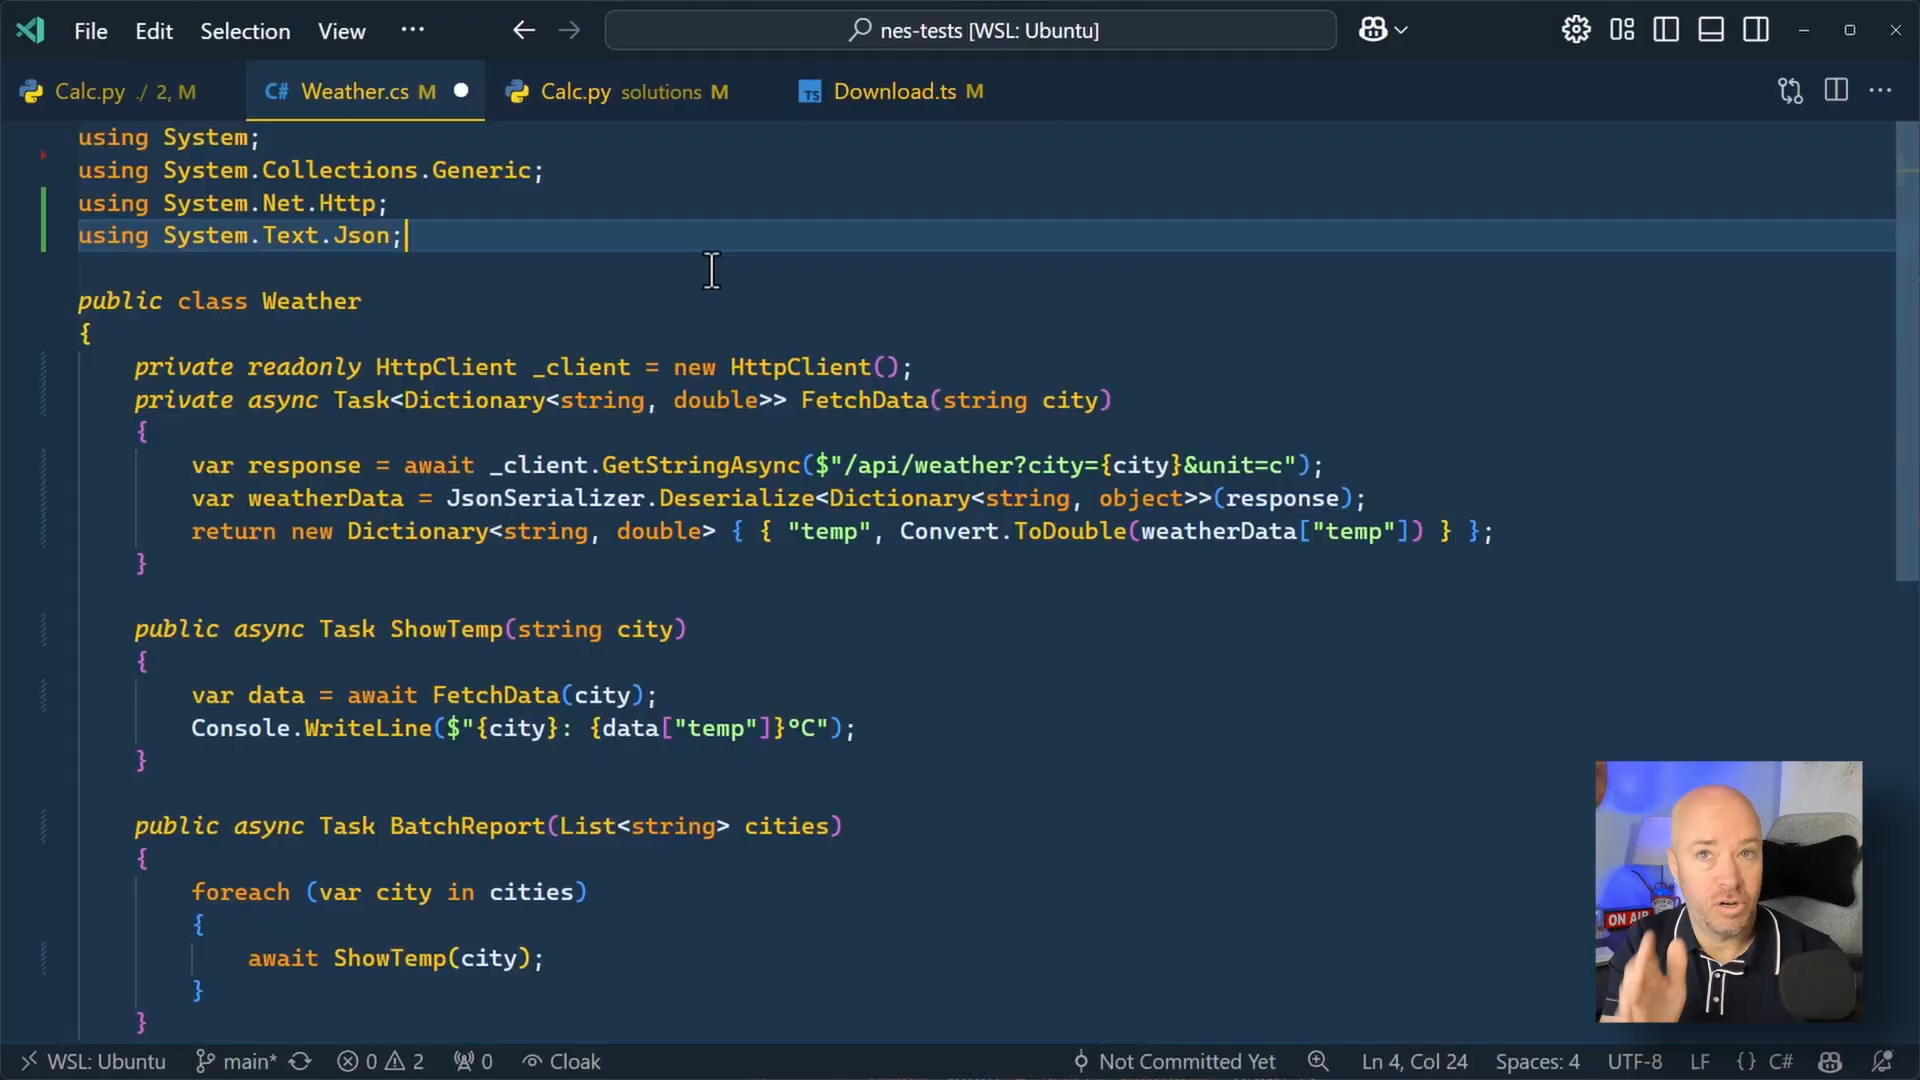 File Edit Selection View ··· nes-tests [WSL: Ubuntu]
Calc.py ./ 2, M C# Weather.cs M Calc.py solutions M TS Download.ts M
using System;
using System.Collections.Generic;
using System.Net.Http;
using System.Text.Json;
public class Weather
{
private readonly HttpClient _client = new HttpClient();
private async Task<Dictionary<string, double>> FetchData(string city)
{
var response = await _client.GetStringAsync($"/api/weather?city={city}&unit=c");
var weatherData = JsonSerializer.Deserialize<Dictionary<string, object>>(response);
return new Dictionary<string, double> { { "temp", Convert.ToDouble(weatherData["temp"]) } };
}
public async Task ShowTemp(string city)
{
var data = await FetchData(city);
Console.WriteLine($"{city}: {data["temp"]}°C");
}
public async Task BatchReport(List<string> cities)
{
foreach (var city in cities)
{
await ShowTemp(city);
}
}
ON AIR
WSL: Ubuntu main* 0 2 0 Cloak Not Committed Yet Ln 4, Col 24 Spaces: 4 UTF-8 LF {} C#